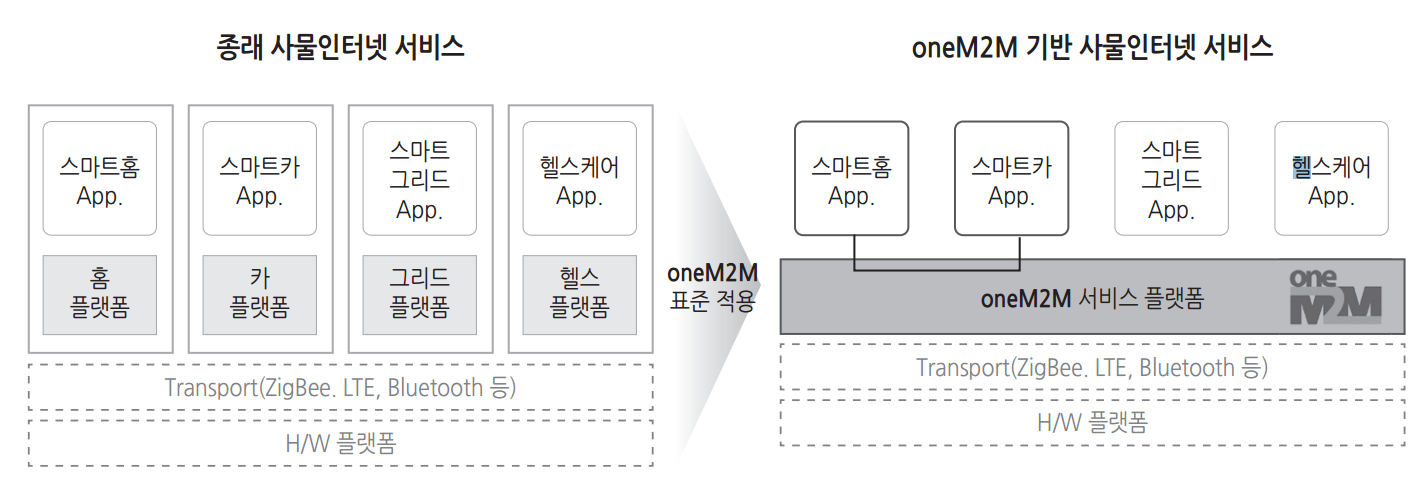 종래 사물인터넷 서비스
스마트홈
App.
스마트카
App.
스마트
그리드
App.
헬스케어
App.
홈
플랫폼
카
플랫폼
그리드
플랫폼
헬스
플랫폼
Transport(ZigBee. LTE, Bluetooth 등)
H/W 플랫폼
oneM2M
표준 적용
oneM2M 기반 사물인터넷 서비스
스마트홈
App.
스마트카
App.
스마트
그리드
App.
헬스케어
App.
oneM2M 서비스 플랫폼
one
M2M
Transport(ZigBee. LTE, Bluetooth 등)
H/W 플랫폼